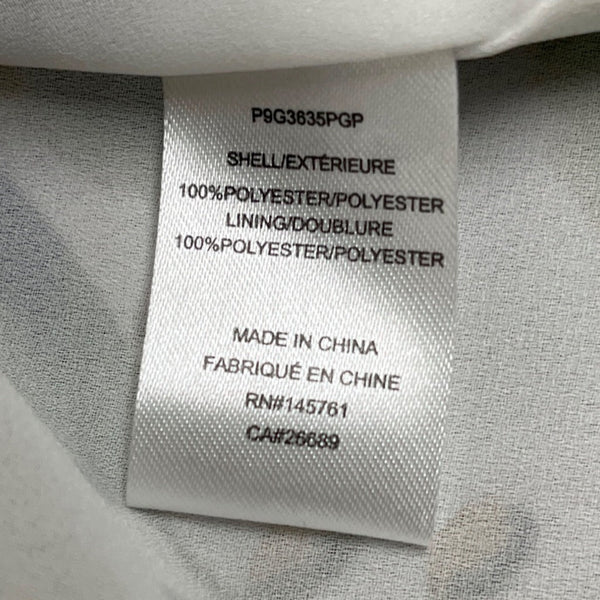 P9G3635PGP
SHELL/EXTÉRIEURE
100%POLYESTER/POLYESTER
LINING/DOUBLURE
100%POLYESTER/POLYESTER
MADE IN CHINA
FABRIQUÉ EN CHINE
RN#145761
CA#26689